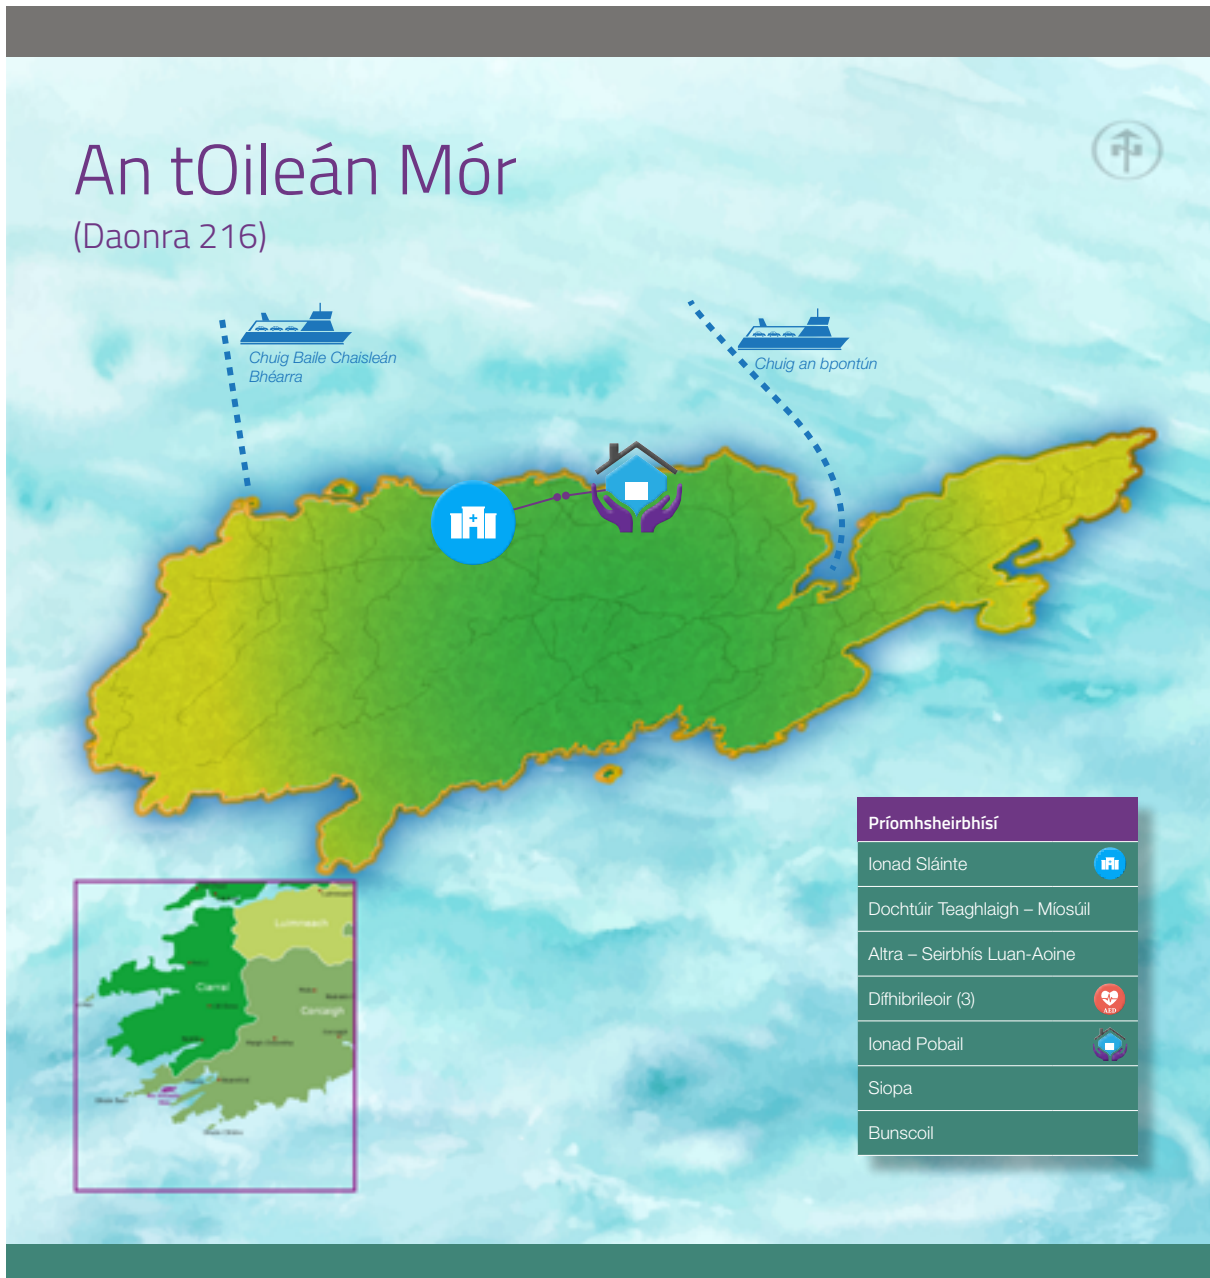 An tOileán Mór
(Daonra 216)
Chuig Baile Chaisleán
Bhéarra
Chuig an bpontún
Príomhsheirbhísí
Ionad Sláinte
Dochtúir Teaghlaigh – Míosúil
Altra – Seirbhís Luan-Aoine
Dífhibrileoir (3)
AED
Ionad Pobail
Siopa
Bunscoil
Luimneach
Ciarraí
Corcaigh